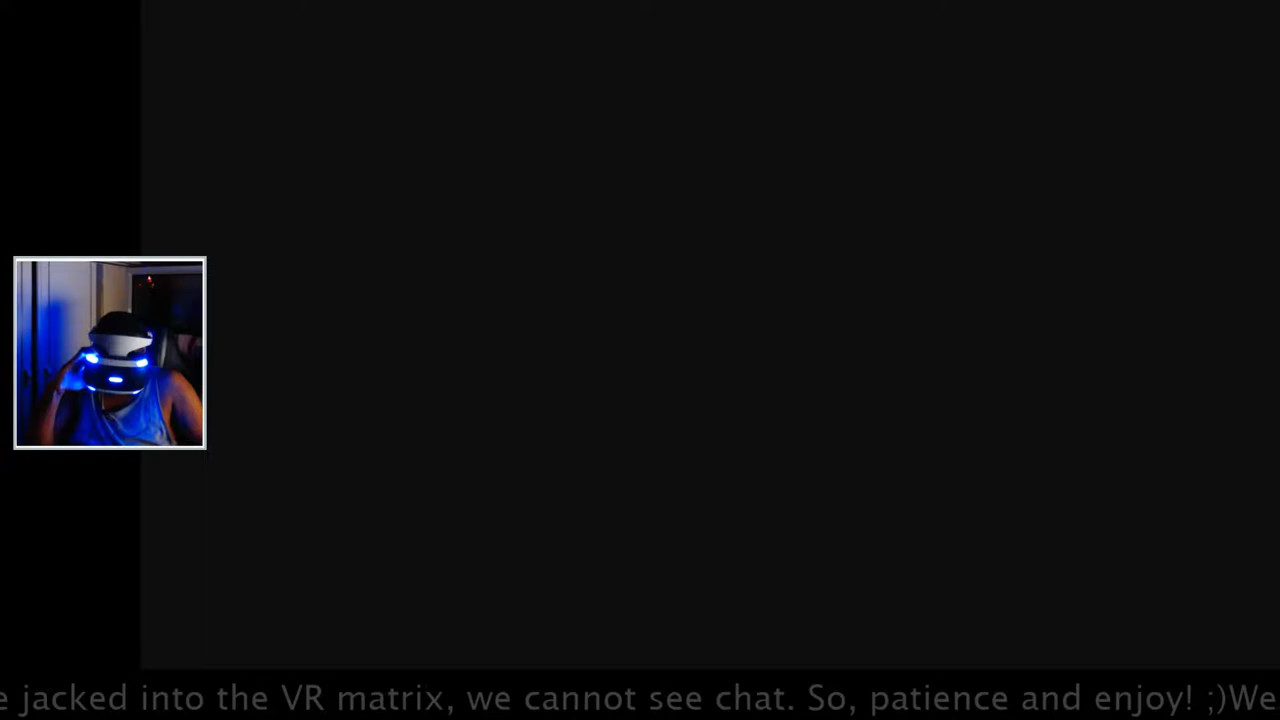 e jacked into the VR matrix, we cannot see chat. So, patience and enjoy! ;)We